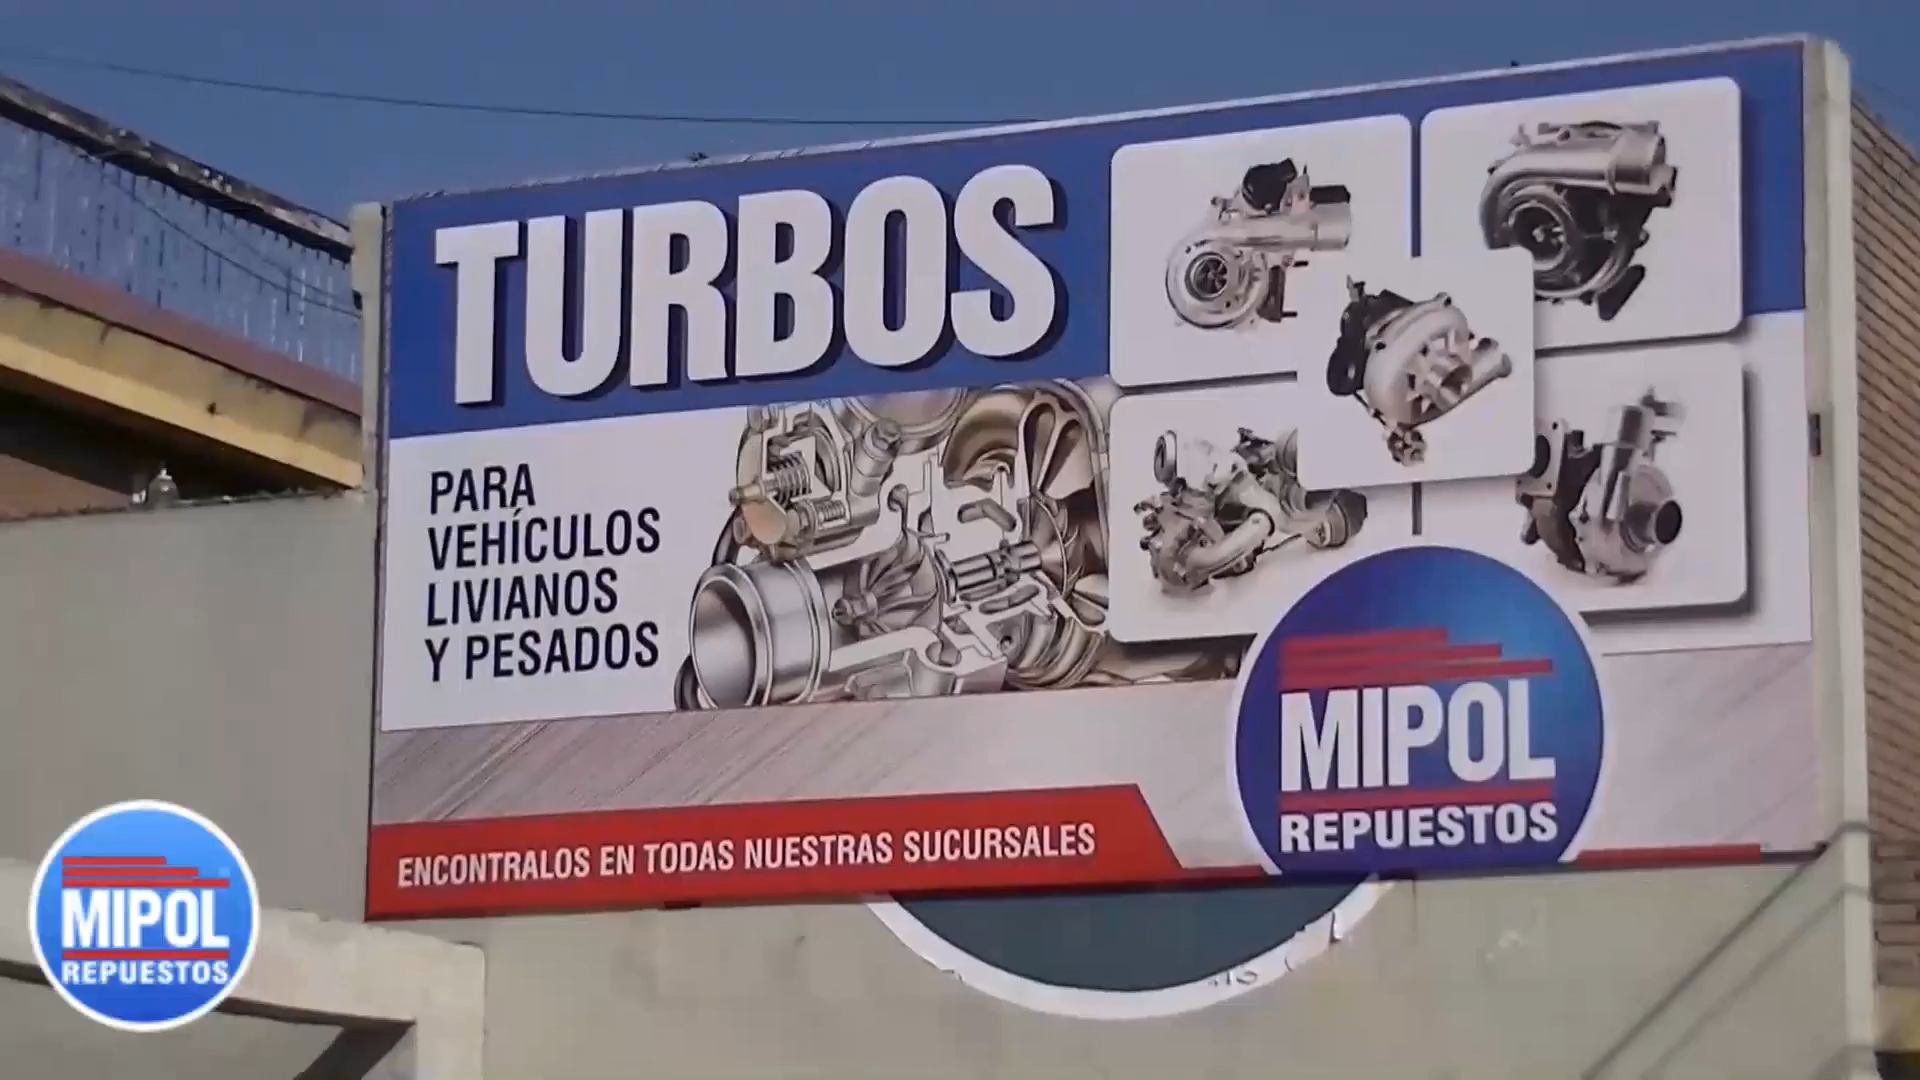 TURBOS
PARA
VEHÍCULOS
LIVIANOS
Y PESADOS
MIPOL
REPUESTOS
ENCONTRALOS EN TODAS NUESTRAS SUCURSALES
MIPOL
REPUESTOS